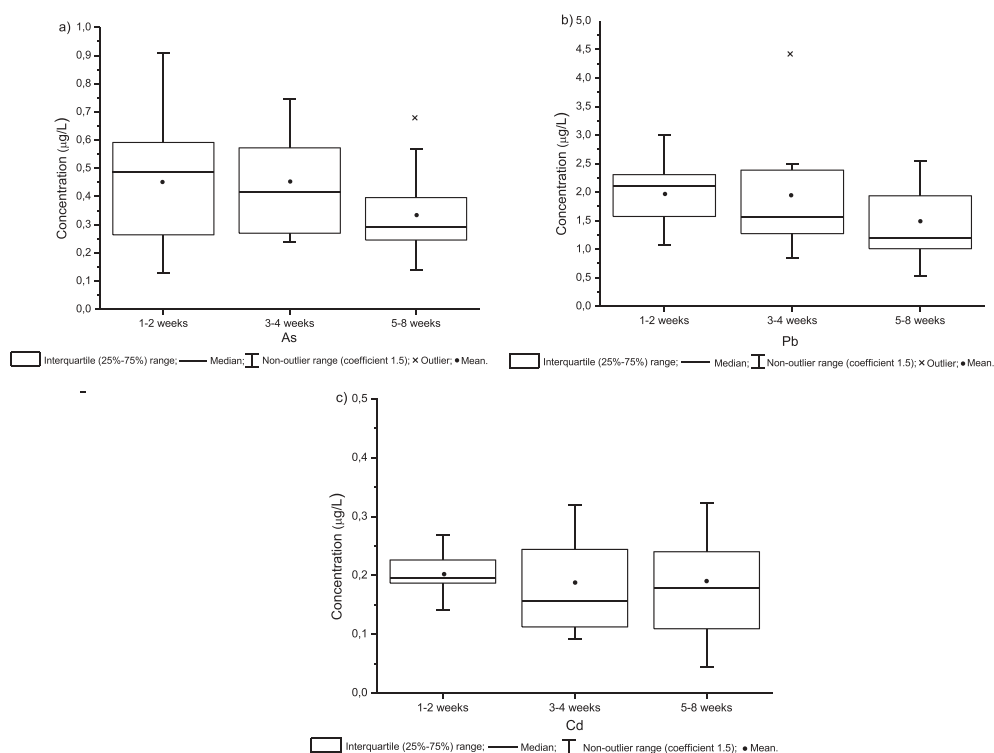 a)
Concentration (µg/L)
1,0
0,9
0,8
0,7
0,6
0,5
0,4
0,3
0,2
0,1
0,0
1-2 weeks 3-4 weeks 5-8 weeks
As
Interquartile (25%-75%) range; Median; Non-outlier range (coefficient 1.5); × Outlier; • Mean.
b)
Concentration (µg/L)
5,0
4,5
4,0
3,5
3,0
2,5
2,0
1,5
1,0
0,5
0,0
1-2 weeks 3-4 weeks 5-8 weeks
Pb
Interquartile (25%-75%) range; Median; Non-outlier range (coefficient 1.5); × Outlier; • Mean.
c)
Concentration (µg/L)
0,5
0,4
0,3
0,2
0,1
0,0
1-2 weeks 3-4 weeks 5-8 weeks
Cd
Interquartile (25%-75%) range; Median; Non-outlier range (coefficient 1.5); • Mean.